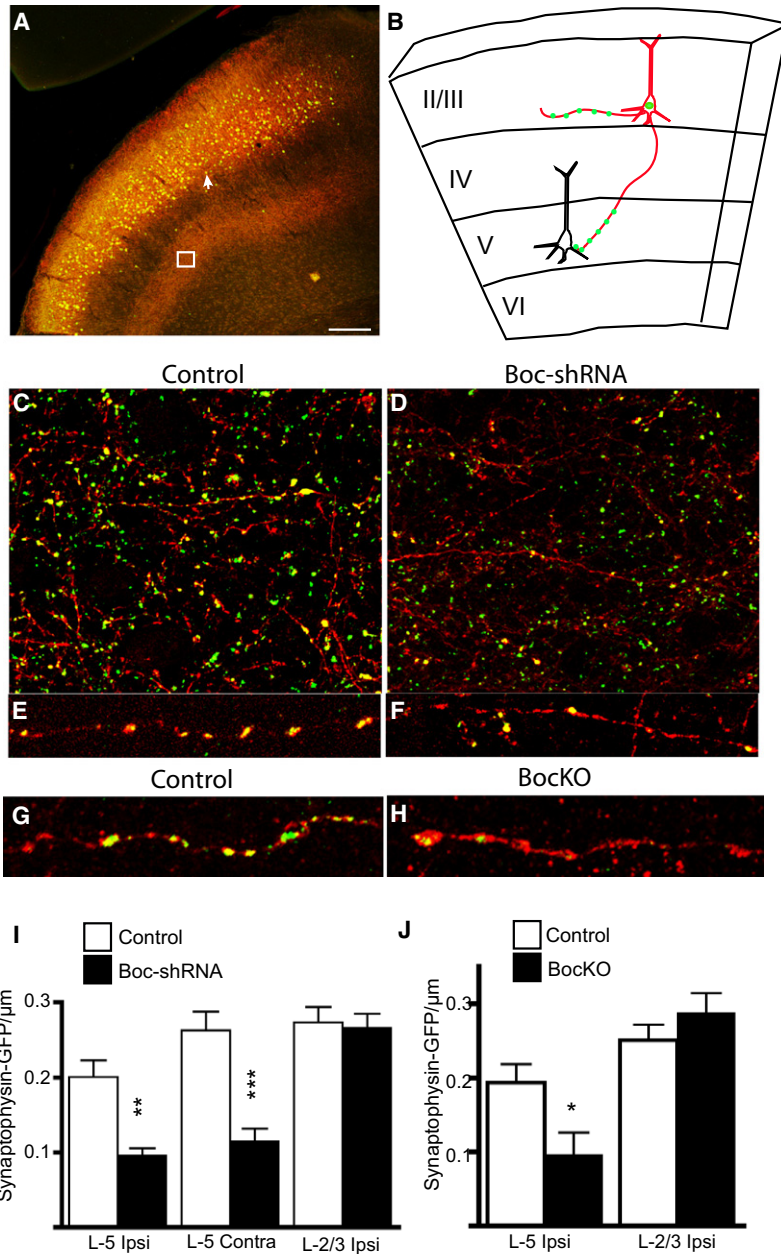 A
B
II/III
IV
V
VI
Control
Boc-shRNA
C
D
E
F
Control
BocKO
G
H
I
Control
Boc-shRNA
Synaptophysin-GFP/µm
0.3
0.2
0.1
**
***
L-5 Ipsi
L-5 Contra
L-2/3 Ipsi
J
Control
BocKO
Synaptophysin-GFP/µm
0.3
0.2
0.1
*
L-5 Ipsi
L-2/3 Ipsi